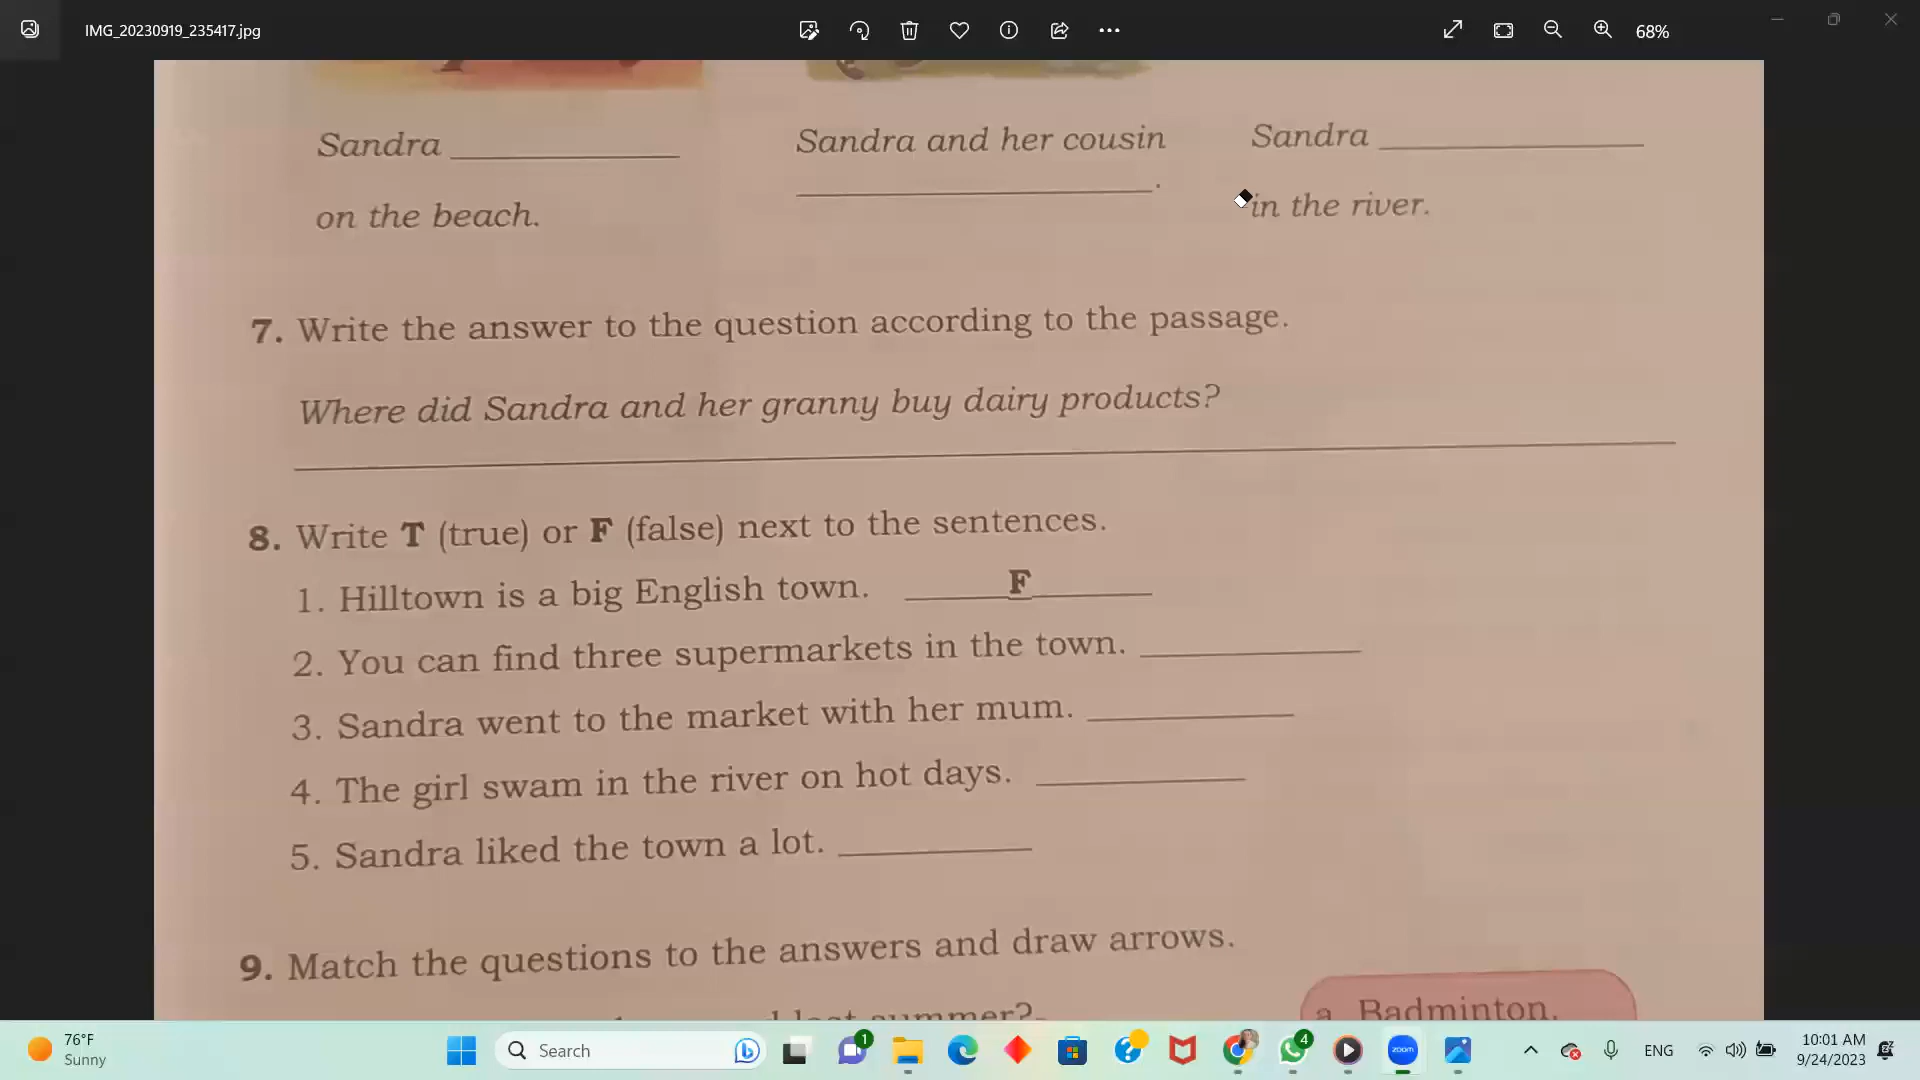 IMG_20230919_235417.jpg
68%
Sandra
on the beach.
Sandra and her cousin
.
Sandra
in the river.
7. Write the answer to the question according to the passage.
Where did Sandra and her granny buy dairy products?
8. Write T (true) or F (false) next to the sentences.
1. Hilltown is a big English town. F
2. You can find three supermarkets in the town.
3. Sandra went to the market with her mum.
4. The girl swam in the river on hot days.
5. Sandra liked the town a lot.
9. Match the questions to the answers and draw arrows.
last summer?
a. Badminton.
76°F
Sunny
Search
1
4
zoom
ENG
10:01 AM
9/24/2023